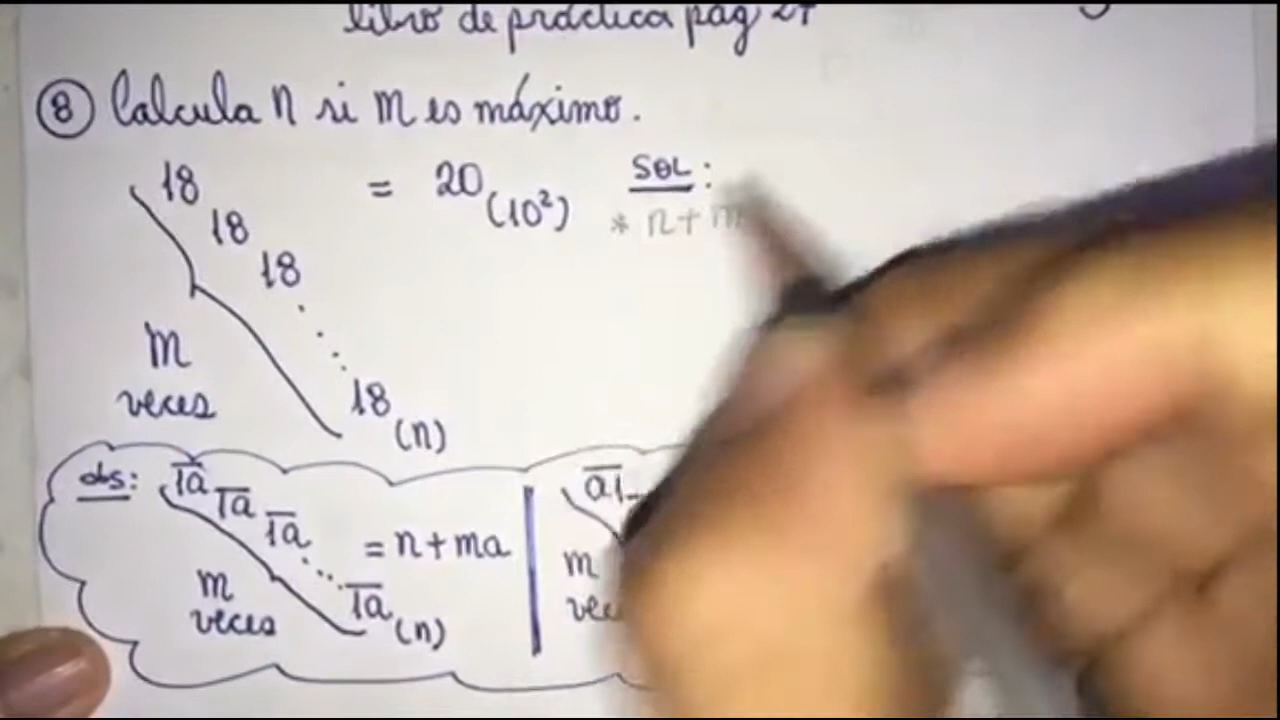 libro de práctica pág
8 Calcula n si m es máximo.
18 = 20(10²) SOL:
18 * n+m
18
m
veces 18(n)
obs: 1a 1a 1a = n+ma a1
m
veces 1a(n) m